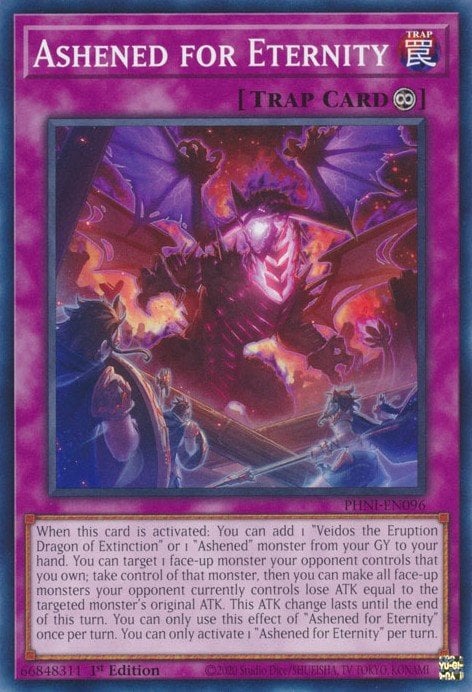 ASHENED FOR ETERNITY
TRAP
罠
[TRAP CARD]
PHNI-EN096
When this card is activated: You can add 1 "Veidos the Eruption
Dragon of Extinction" or 1 "Ashened" monster from your GY to your
hand. You can target 1 face-up monster your opponent controls that
you own; take control of that monster, then you can make all face-up
monsters your opponent currently controls lose ATK equal to the
targeted monster's original ATK. This ATK change lasts until the end
of this turn. You can only use this effect of "Ashened for Eternity"
once per turn. You can only activate 1 "Ashened for Eternity" per turn.
66848311 1st Edition ©2020 Studio Dice/SHUEISHA, TV TOKYO, KONAMI